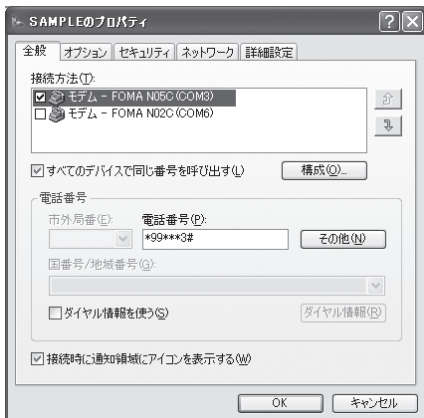 SAMPLEのプロパティ
全般 オプション セキュリティ ネットワーク 詳細設定
接続方法(T):
モデム - FOMA N05C(COM3)
モデム - FOMA N02C(COM6)
すべてのデバイスで同じ番号を呼び出す(L) 構成(O)...
電話番号
市外局番(E): 電話番号(P):
*99***3# その他(N)
国番号/地域番号(G):
ダイヤル情報を使う(S) ダイヤル情報(R)
接続時に通知領域にアイコンを表示する(W)
OK キャンセル